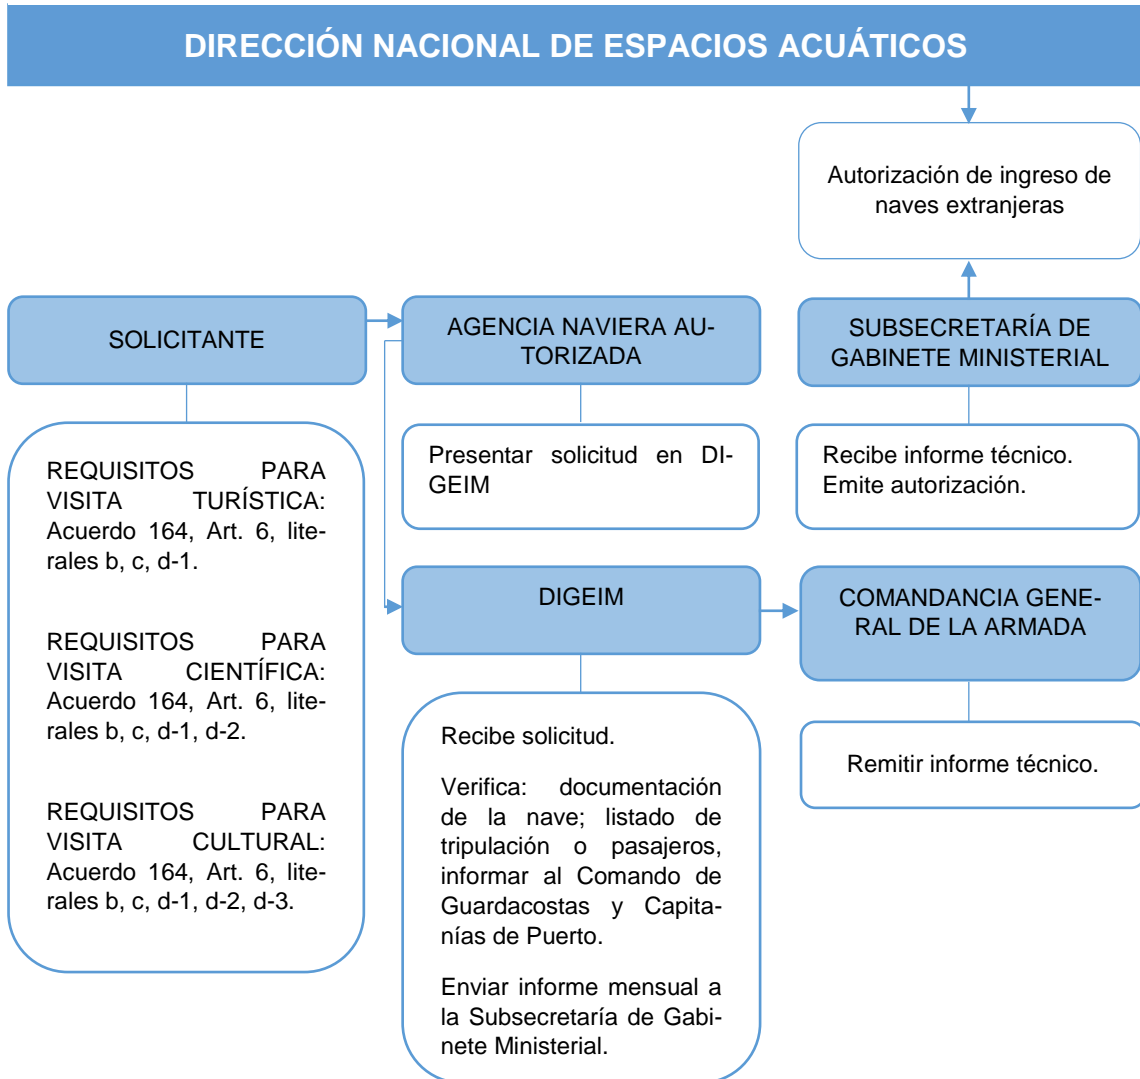 DIRECCIÓN NACIONAL DE ESPACIOS ACUÁTICOS
Autorización de ingreso de
naves extranjeras
SOLICITANTE
AGENCIA NAVIERA AU-
TORIZADA
SUBSECRETARÍA DE
GABINETE MINISTERIAL
REQUISITOS PARA
VISITA TURÍSTICA:
Acuerdo 164, Art. 6, lite-
rales b, c, d-1.
REQUISITOS PARA
VISITA CIENTÍFICA:
Acuerdo 164, Art. 6, lite-
rales b, c, d-1, d-2.
REQUISITOS PARA
VISITA CULTURAL:
Acuerdo 164, Art. 6, lite-
rales b, c, d-1, d-2, d-3.
Presentar solicitud en DI-
GEIM
Recibe informe técnico.
Emite autorización.
DIGEIM
COMANDANCIA GENE-
RAL DE LA ARMADA
Recibe solicitud.
Verifica: documentación
de la nave; listado de
tripulación o pasajeros,
informar al Comando de
Guardacostas y Capita-
nías de Puerto.
Enviar informe mensual a
la Subsecretaría de Gabi-
nete Ministerial.
Remitir informe técnico.